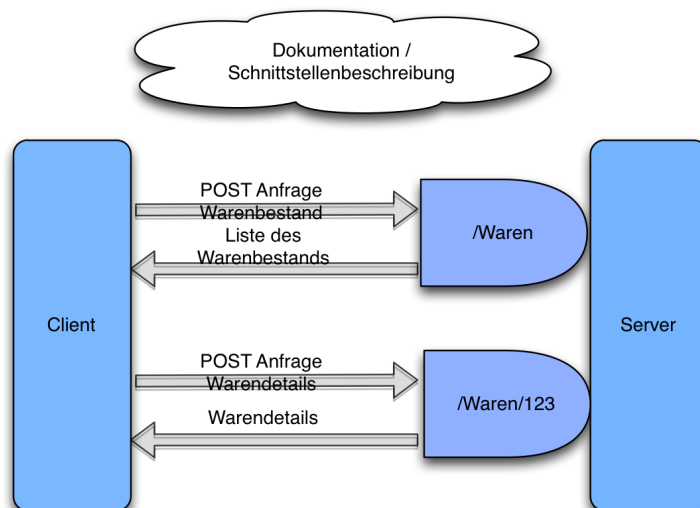 Dokumentation /
Schnittstellenbeschreibung
POST Anfrage
Warenbestand
/Waren
Liste des
Warenbestands
Client
Server
POST Anfrage
Warendetails
/Waren/123
Warendetails